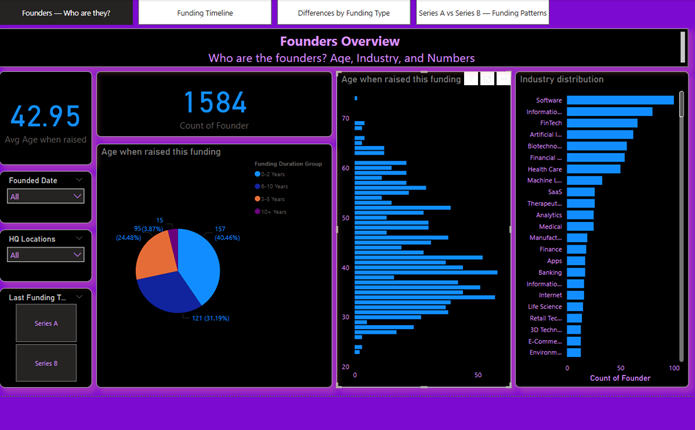 Founders — Who are they?
Funding Timeline
Differences by Funding Type
Series A vs Series B — Funding Patterns
Founders Overview
Who are the founders? Age, Industry, and Numbers
42.95
Avg Age when raised
Founded Date
All
HQ Locations
All
Last Funding T...
Series A
Series B
1584
Count of Founder
Age when raised this funding
Funding Duration Group
0-2 Years
6-10 Years
3-5 Years
10+ Years
15
(3.87%)
95
(24.48%)
157
(40.46%)
121 (31.19%)
Age when raised this funding
70
60
50
40
30
20
0
50
Industry distribution
Software
Informatio...
FinTech
Artificial I...
Biotechno...
Financial ...
Health Care
Machine L...
SaaS
Therapeut...
Analytics
Medical
Manufact...
Finance
Apps
Banking
Informatio...
Internet
Life Science
Retail Tec...
3D Techn...
E-Comme...
Environm...
0
50
100
Count of Founder